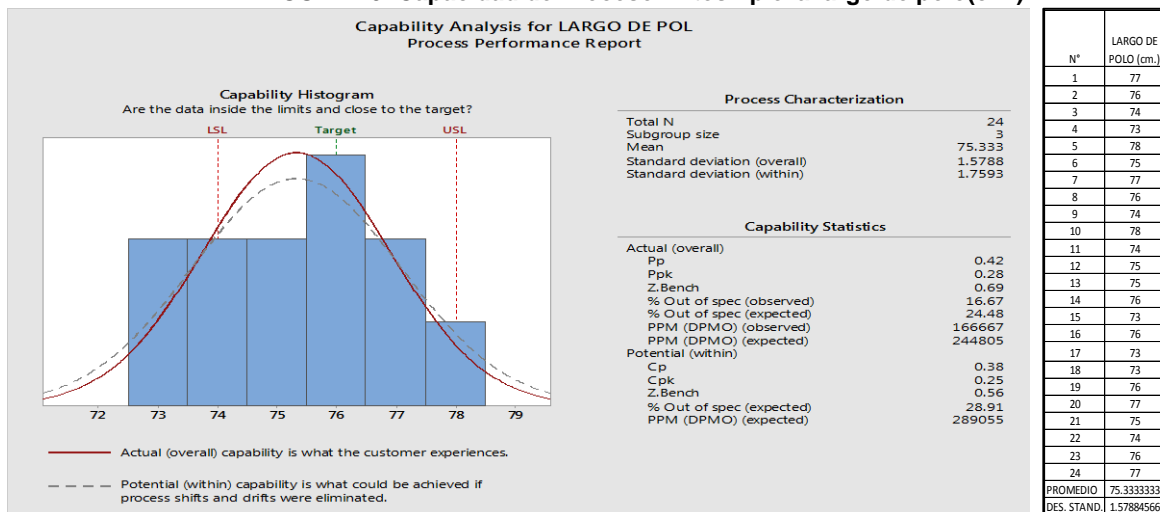 Capability Analysis for LARGO DE POL
Process Performance Report
Capability Histogram
Are the data inside the limits and close to the target?
LSL Target USL
72 73 74 75 76 77 78 79
Actual (overall) capability is what the customer experiences.
Potential (within) capability is what could be achieved if
process shifts and drifts were eliminated.
Process Characterization
Total N 24
Subgroup size 3
Mean 75.333
Standard deviation (overall) 1.5788
Standard deviation (within) 1.7593
Capability Statistics
Actual (overall)
Pp 0.42
Ppk 0.28
Z.Bench 0.69
% Out of spec (observed) 16.67
% Out of spec (expected) 24.48
PPM (DPMO) (observed) 166667
PPM (DPMO) (expected) 244805
Potential (within)
Cp 0.38
Cpk 0.25
Z.Bench 0.56
% Out of spec (expected) 28.91
PPM (DPMO) (expected) 289055
N° LARGO DE POLO (cm.)
1 77
2 76
3 74
4 73
5 78
6 75
7 77
8 76
9 74
10 78
11 74
12 75
13 75
14 76
15 73
16 76
17 73
18 73
19 76
20 77
21 75
22 74
23 76
24 77
PROMEDIO 75.3333333
DES. STAND. 1.57884566